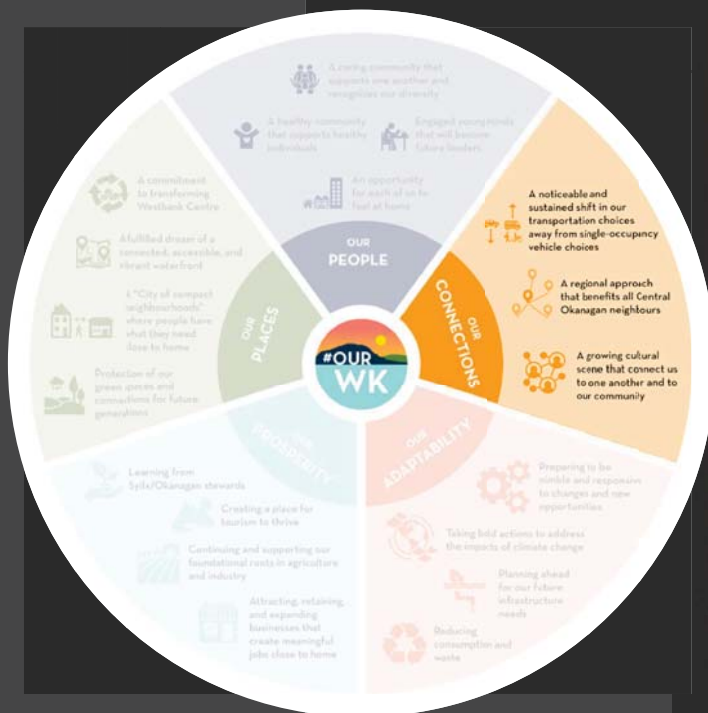 A caring community that
supports one another and
recognizes our diversity
A healthy community
that supports healthy
individuals
Engaged young minds
that will become
future leaders
An opportunity
for each of us to
feel at home
OUR
PEOPLE
A noticeable and
sustained shift in our
transportation choices
away from single-occupancy
vehicle choices
A regional approach
that benefits all Central
Okanagan neightours
A growing cultural
scene that connect us
to one another and to
our community
OUR
CONNECTIONS
Preparing to be
nimble and responsive
to changes and new
opportunities
Taking bold actions to address
the impacts of climate change
Planning ahead
for our future
infrastructure
needs
Reducing
consumption and
waste
OUR
ADAPTABILITY
Learning from
Syilx/Okanagan stewards
Creating a place for
tourism to thrive
Continuing and supporting our
foundational roots in agriculture
and industry
Attracting, retaining,
and expanding
businesses that
create meaningful
jobs close to home
OUR
PROSPERITY
A commitment
to transforming
Westbank Centre
A fulfilled dream of a
connected, accessible, and
vibrant waterfront
A "City of compact
neighbourhoods"
where people have
what they need
close to home
Protection of our
green spaces and
connections for future
generations
OUR
PLACES
#OUR
WK